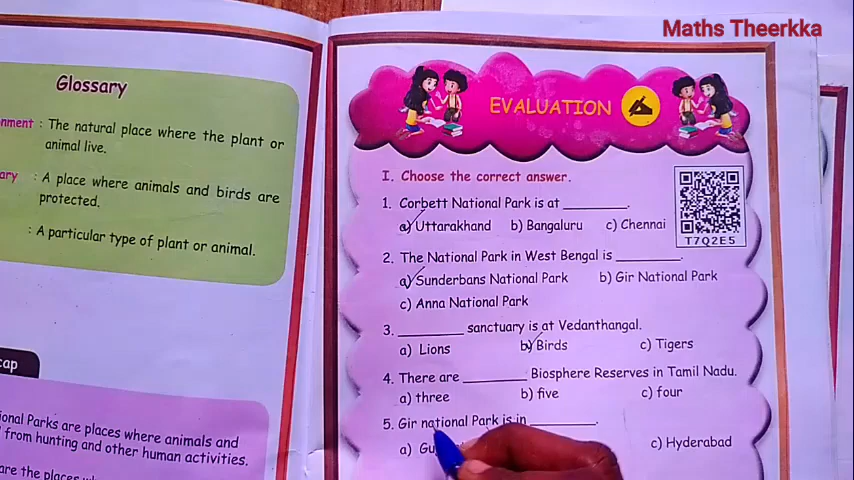 Maths Theerkka
Glossary
nment : The natural place where the plant or
animal live.
ary : A place where animals and birds are
protected.
: A particular type of plant or animal.
cap
ional Parks are places where animals and
from hunting and other human activities.
are the places
EVALUATION
I. Choose the correct answer.
1. Corbett National Park is at ________.
a) Uttarakhand b) Bangaluru c) Chennai
T7Q2E5
2. The National Park in West Bengal is ________.
a) Sunderbans National Park b) Gir National Park
c) Anna National Park
3. ________ sanctuary is at Vedanthangal.
a) Lions b) Birds c) Tigers
4. There are ________ Biosphere Reserves in Tamil Nadu.
a) three b) five c) four
5. Gir national Park is in ________.
a) Gu c) Hyderabad